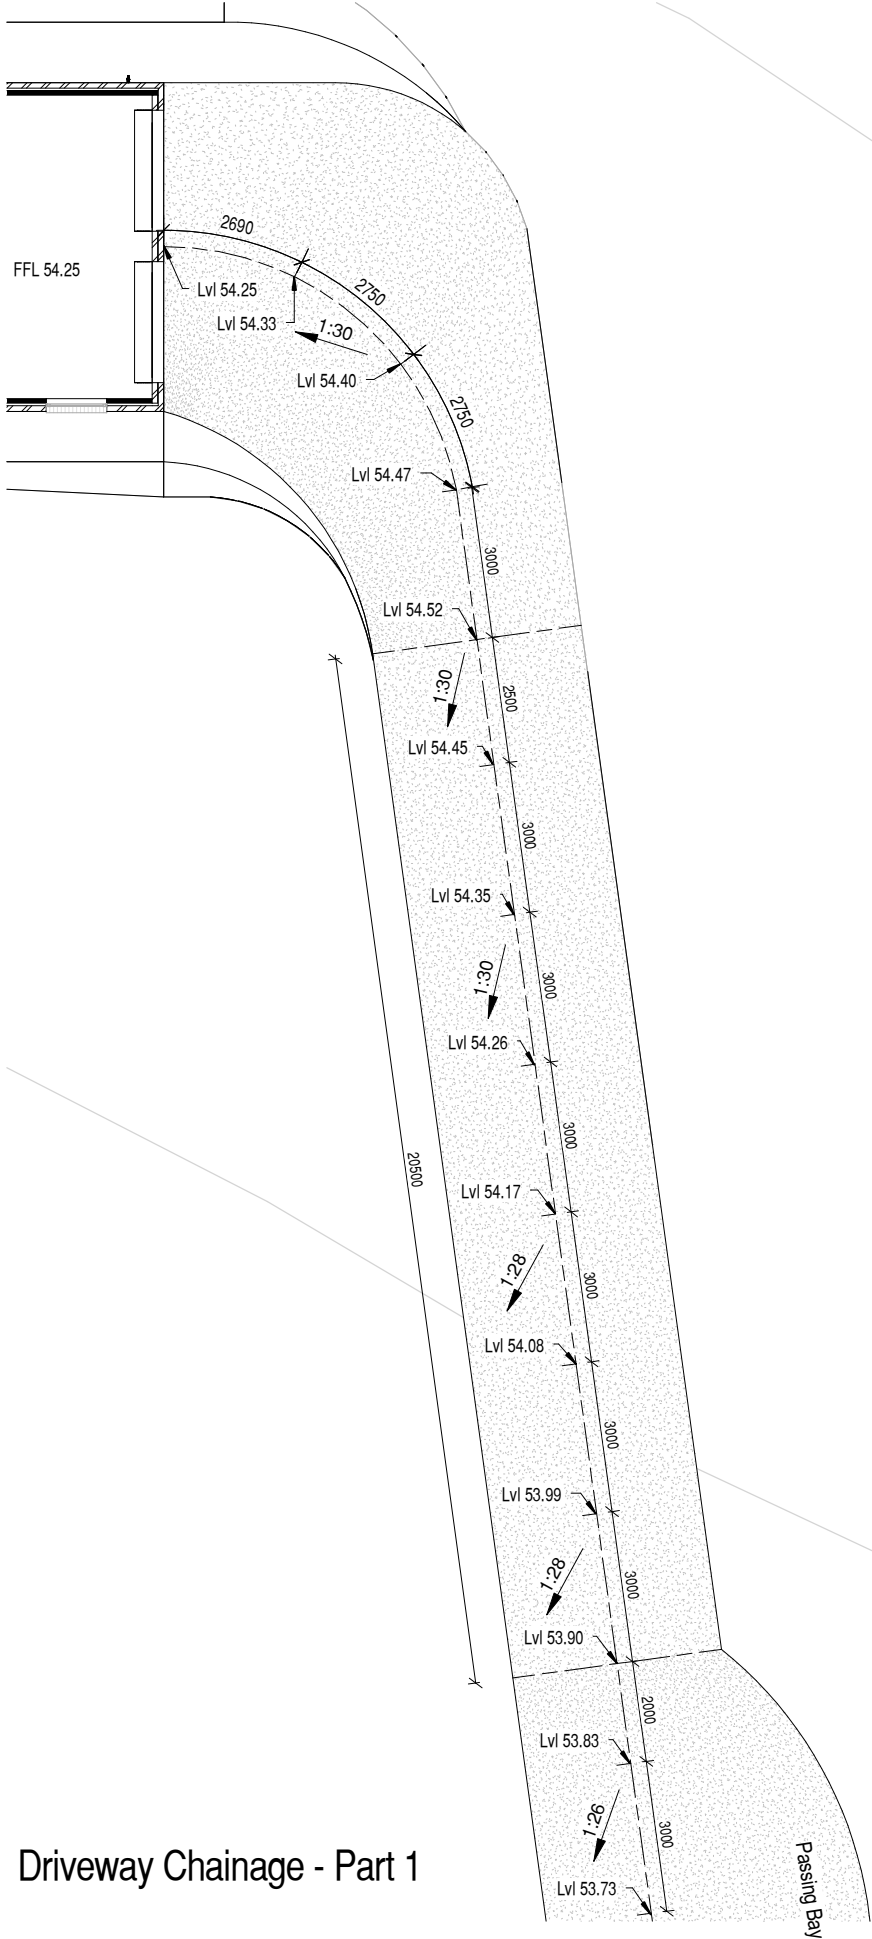 2690
FFL 54.25
Lvl 54.25
2750
Lvl 54.33
1:30
Lvl 54.40
2750
Lvl 54.47
3000
Lvl 54.52
1:30
2500
Lvl 54.45
3000
Lvl 54.35
1:30
3000
Lvl 54.26
3000
20500
Lvl 54.17
1:28
3000
Lvl 54.08
3000
Lvl 53.99
1:28
3000
Lvl 53.90
2000
Lvl 53.83
1:26
3000
Driveway Chainage - Part 1
Lvl 53.73
Passing Bay